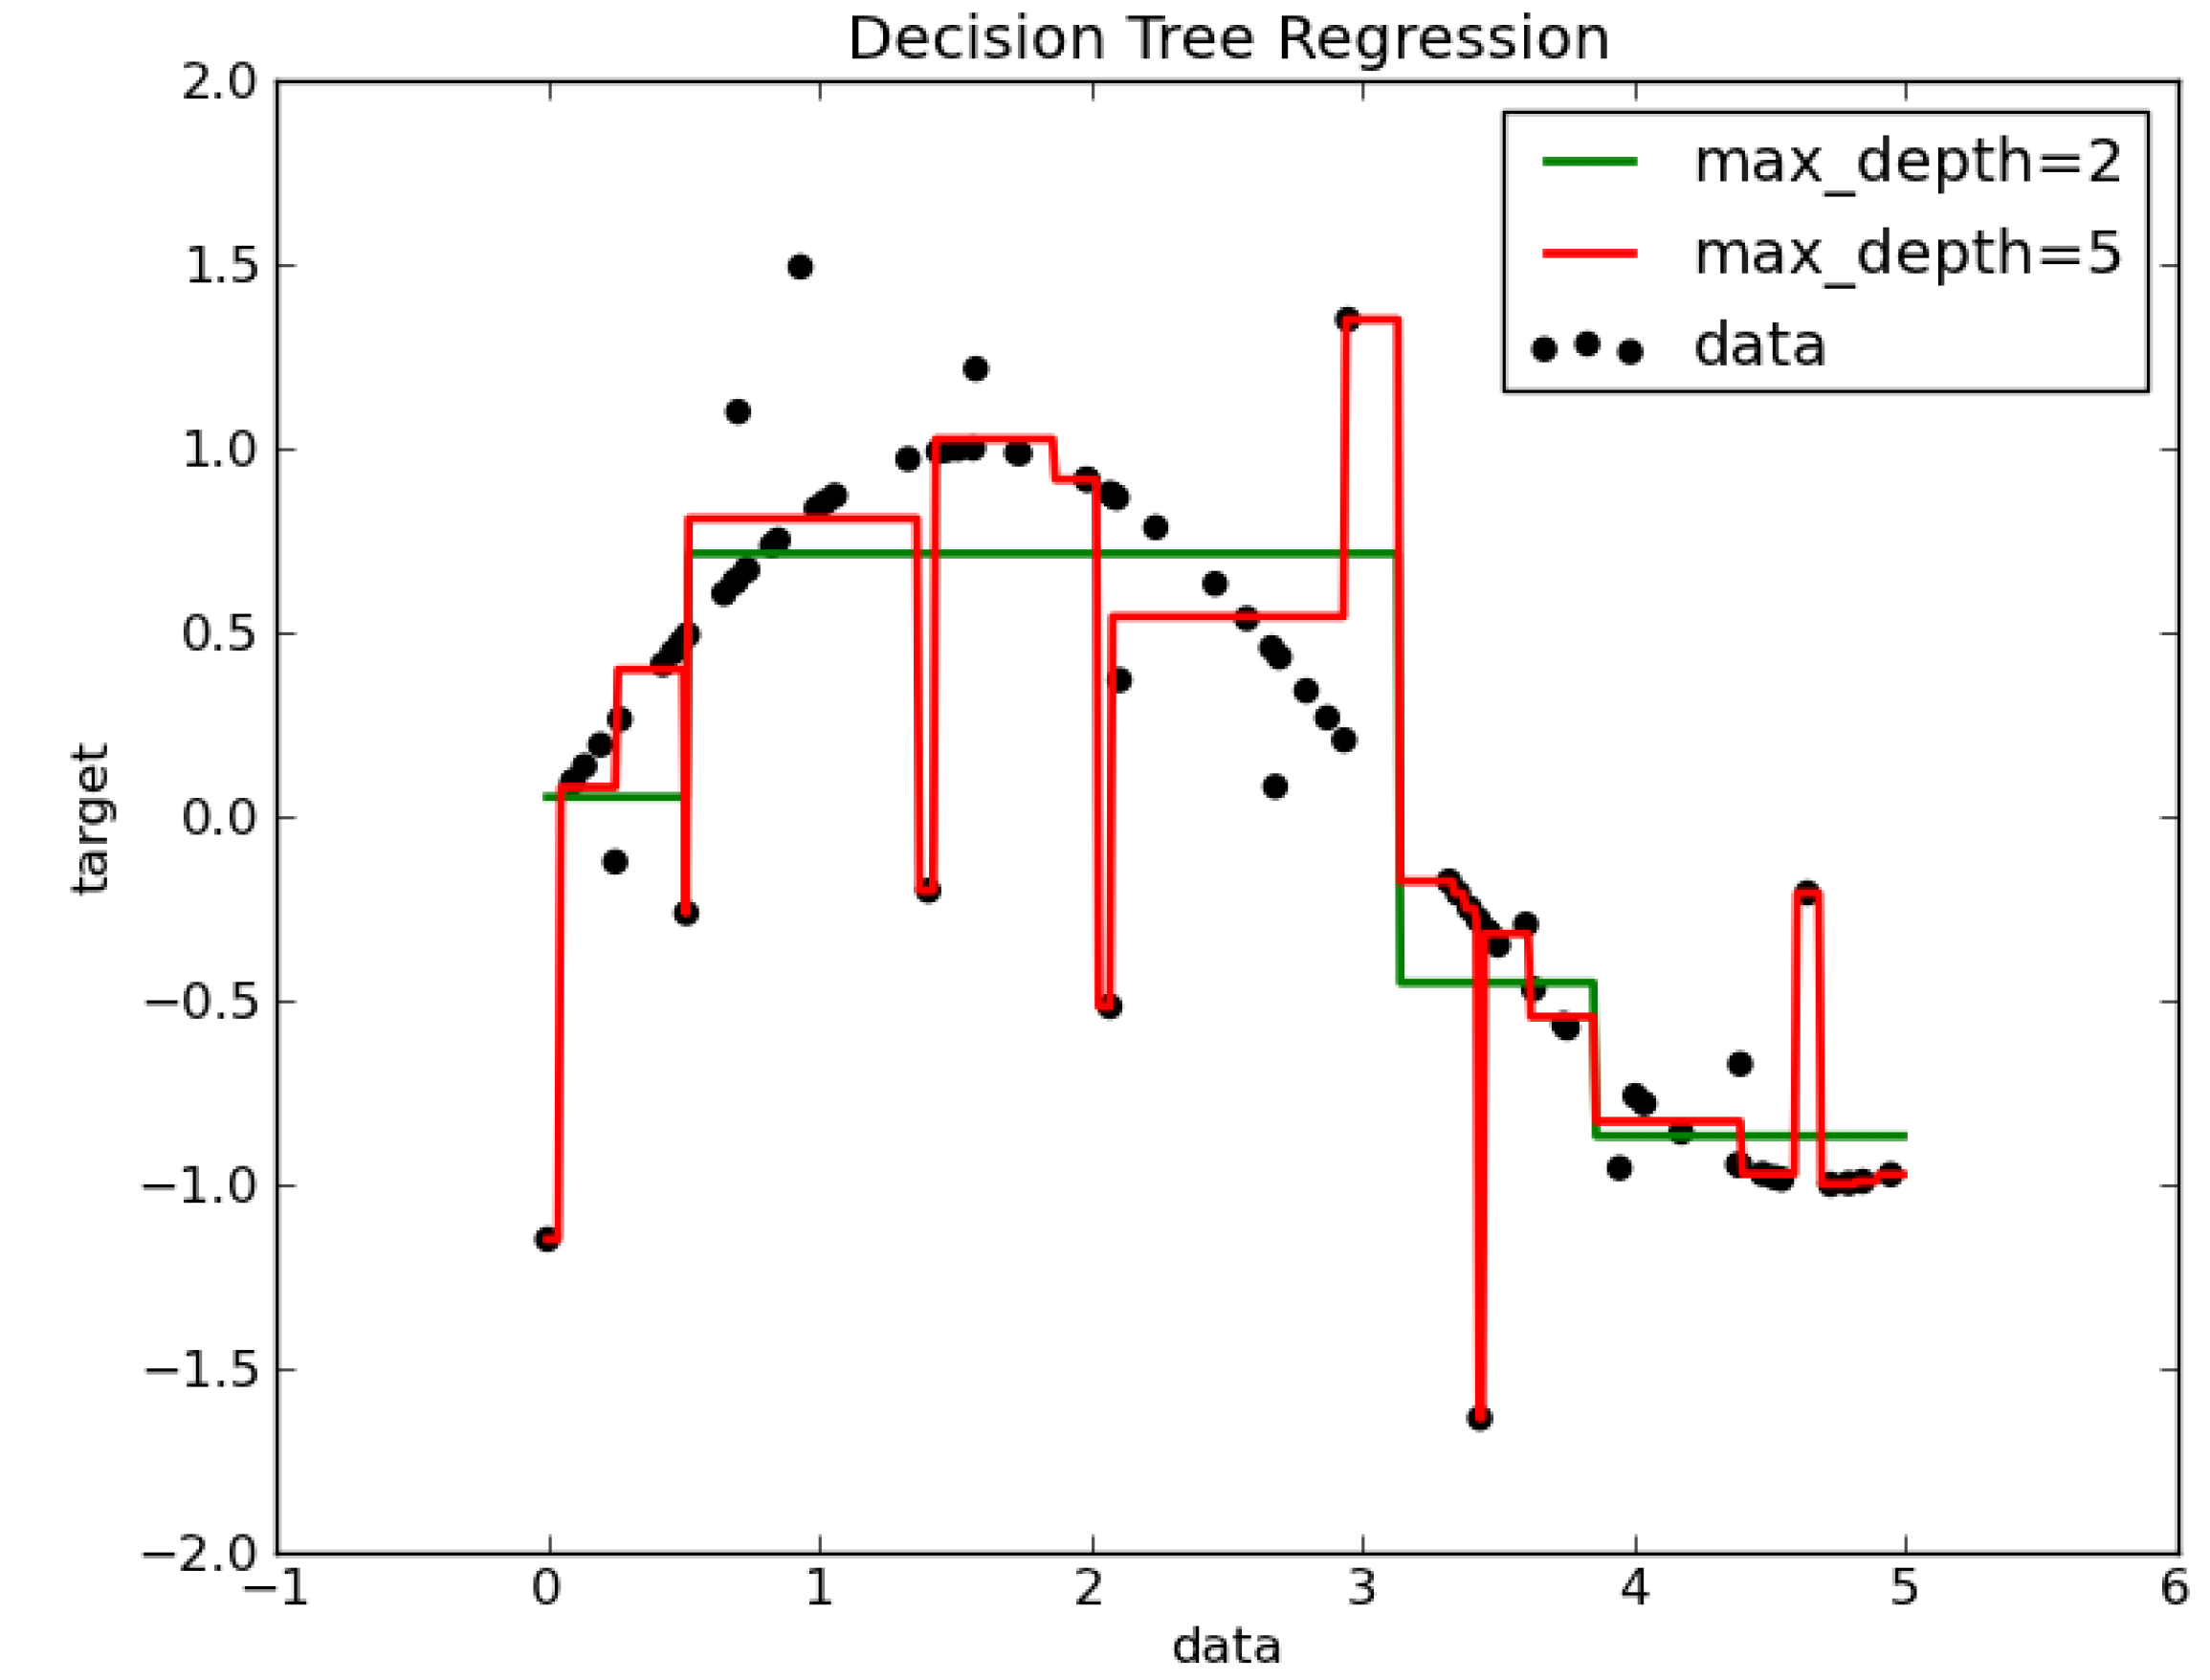 Decision Tree Regression
2.0
1.5
1.0
0.5
0.0
−0.5
−1.0
−1.5
−2.0
target
max_depth=2
max_depth=5
data
−1 0 1 2 3 4 5 6
data